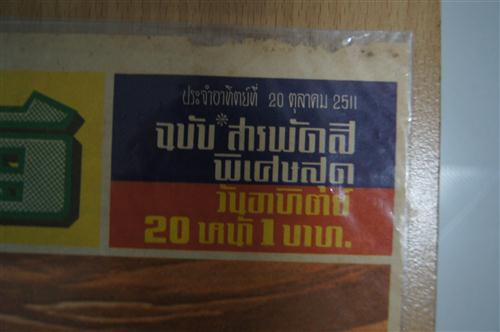 ประจำอาทิตย์ที่ 20 ตุลาคม 2511
ฉบับ*สารพัดสี
พิเศษสุด
วันอาทิตย์
20 หน้า 1 บาท.